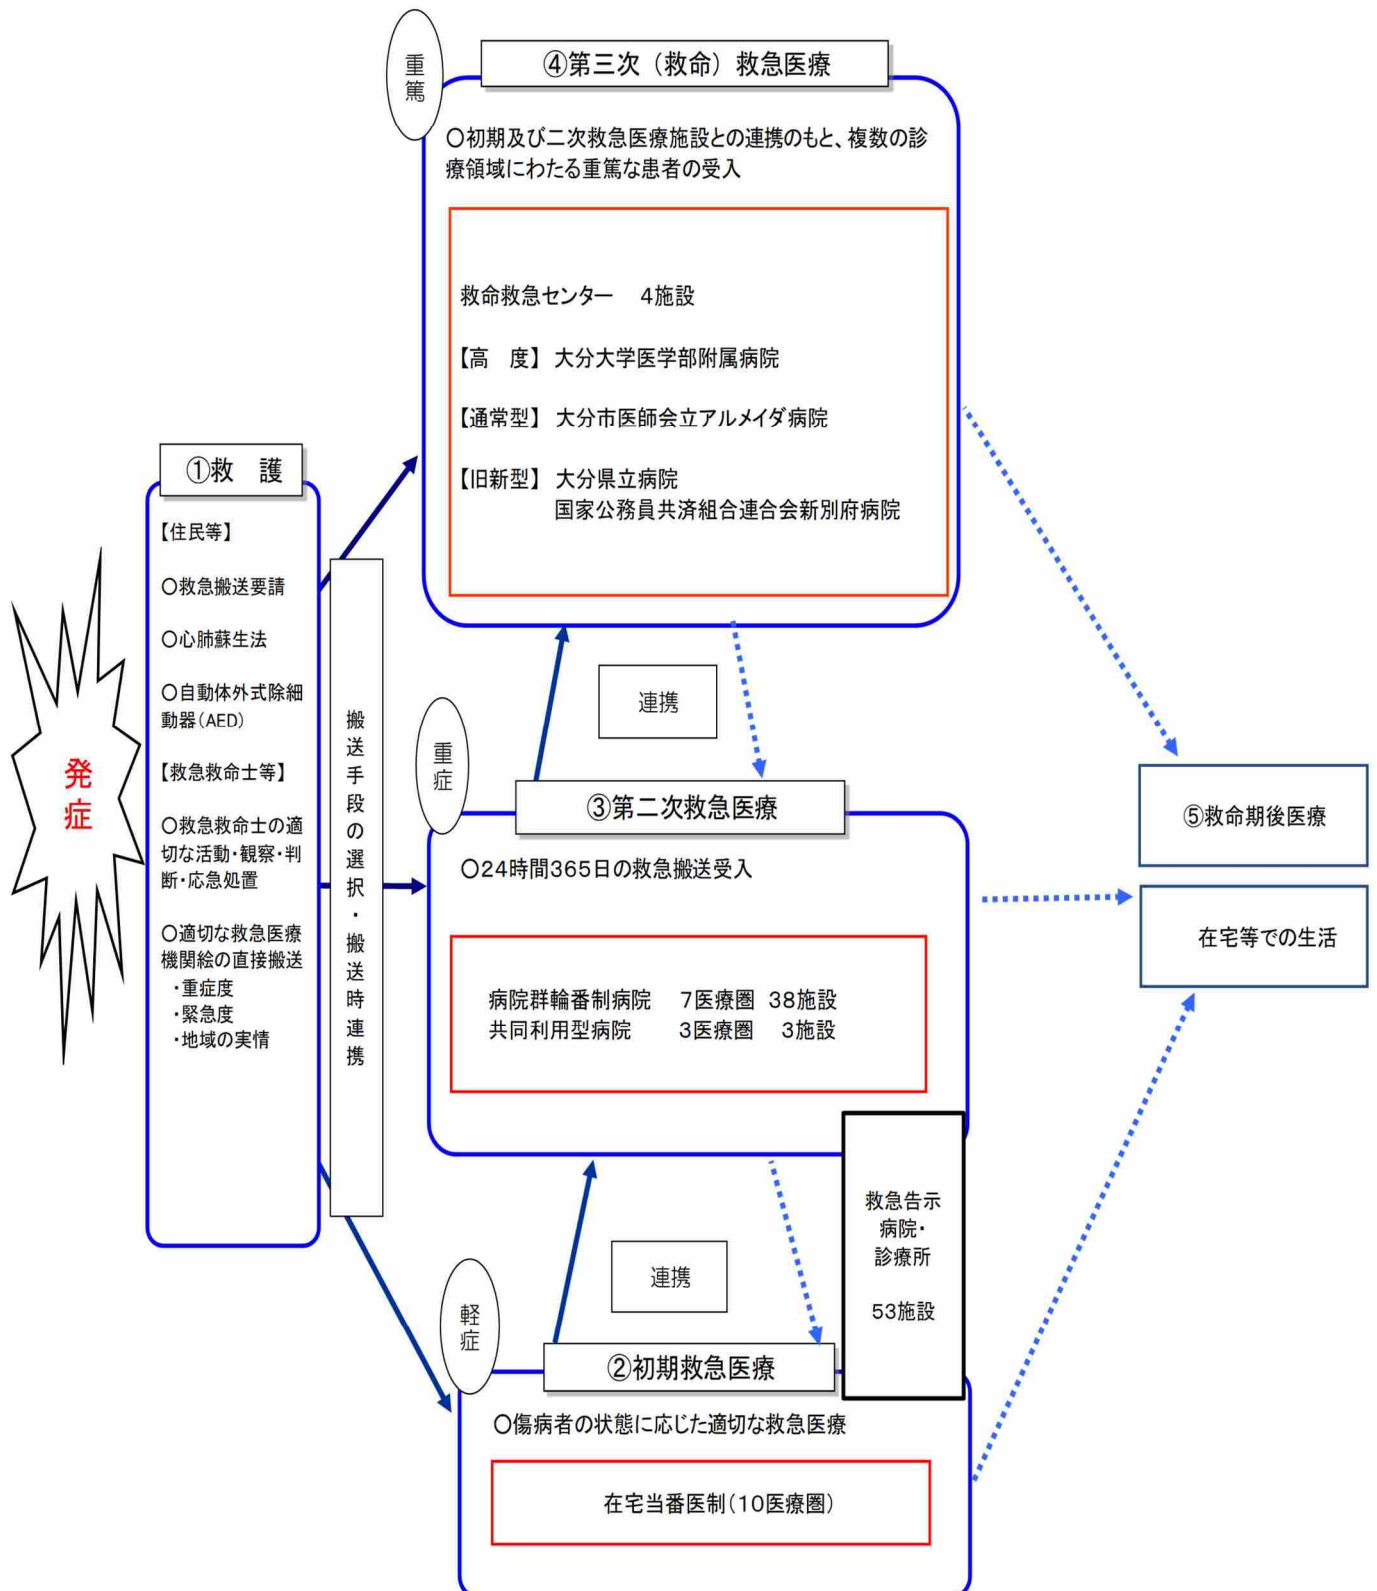 発
症
①救　護
【住民等】
○救急搬送要請
○心肺蘇生法
○自動体外式除細
動器(AED)
【救急救命士等】
○救急救命士の適
切な活動・観察・判
断・応急処置
○適切な救急医療
機関絵の直接搬送
・重症度
・緊急度
・地域の実情
搬送手段の選択・搬送時連携
重篤
④第三次（救命）救急医療
○初期及び二次救急医療施設との連携のもと、複数の診
療領域にわたる重篤な患者の受入
救命救急センター　4施設
【高　度】 大分大学医学部附属病院
【通常型】 大分市医師会立アルメイダ病院
【旧新型】 大分県立病院
国家公務員共済組合連合会新別府病院
連携
重症
③第二次救急医療
○24時間365日の救急搬送受入
病院群輪番制病院　7医療圏　38施設
共同利用型病院　3医療圏　3施設
救急告示
病院・
診療所
53施設
連携
軽症
②初期救急医療
○傷病者の状態に応じた適切な救急医療
在宅当番医制(10医療圏)
⑤救命期後医療
在宅等での生活